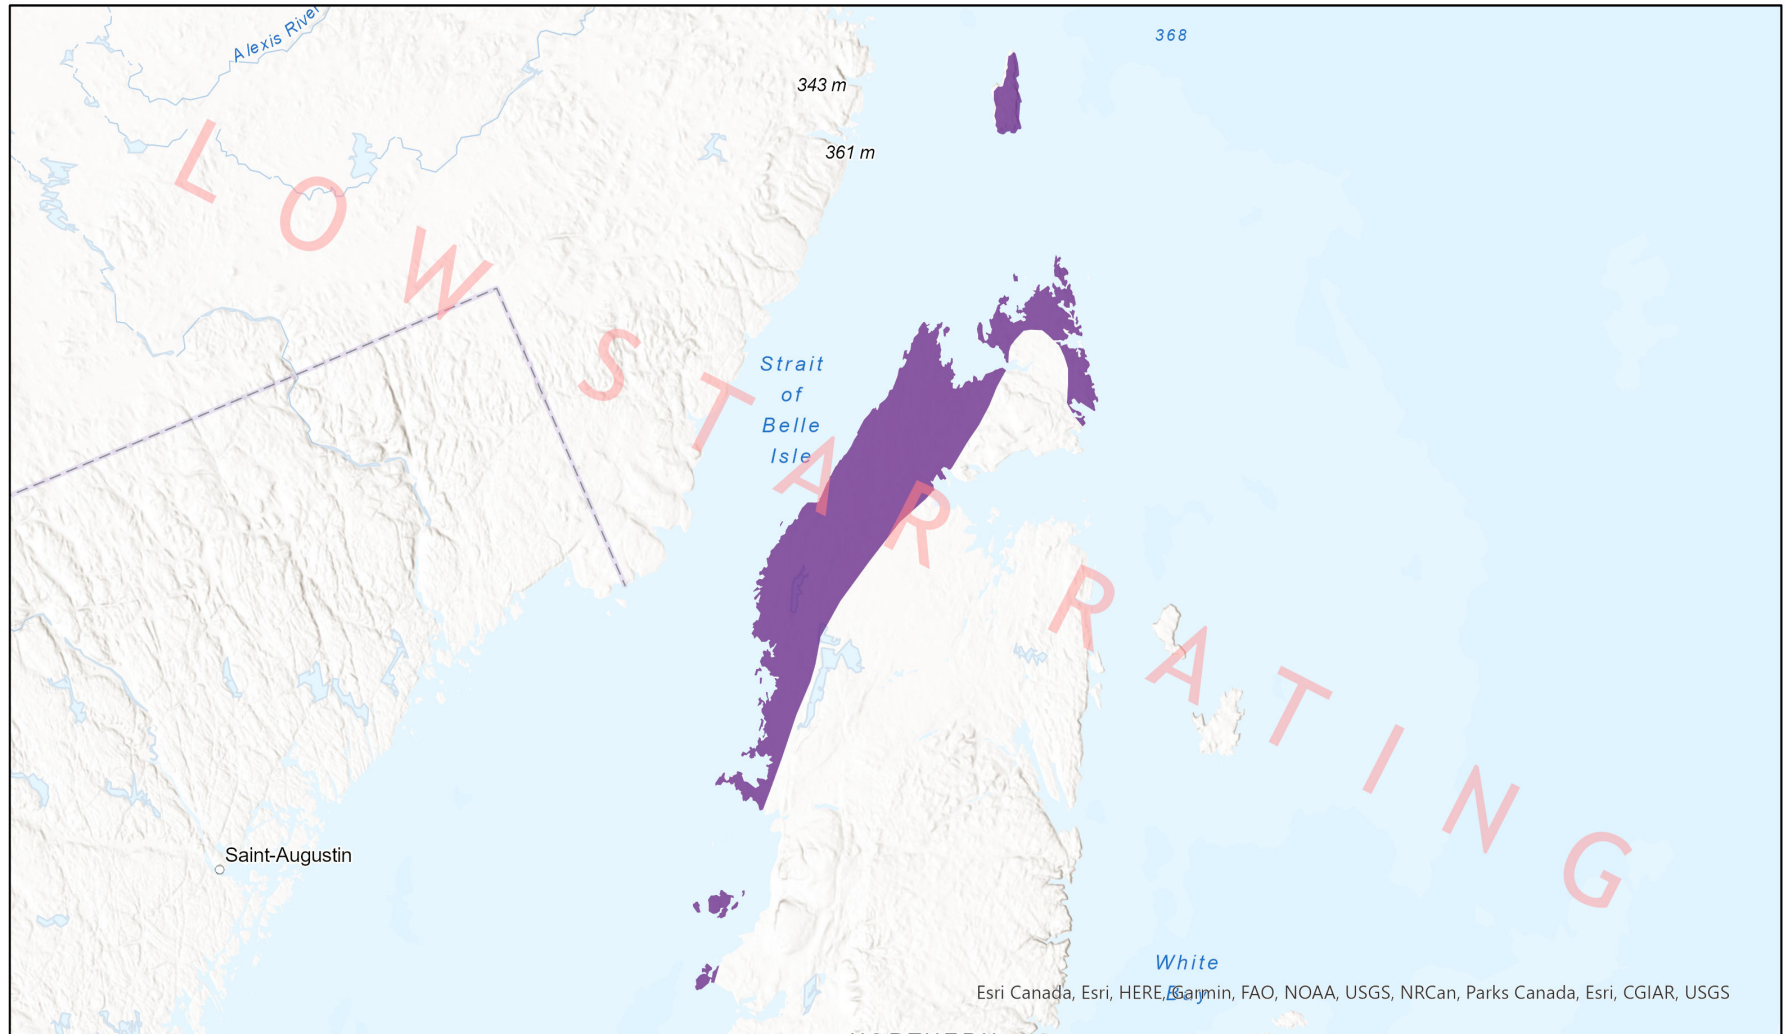 Alexis River
368
343 m
361 m
LOW STAR RATING
Strait
of
Belle
Isle
Saint-Augustin
White
Bay
Esri Canada, Esri, HERE, Garmin, FAO, NOAA, USGS, NRCan, Parks Canada, Esri, CGIAR, USGS